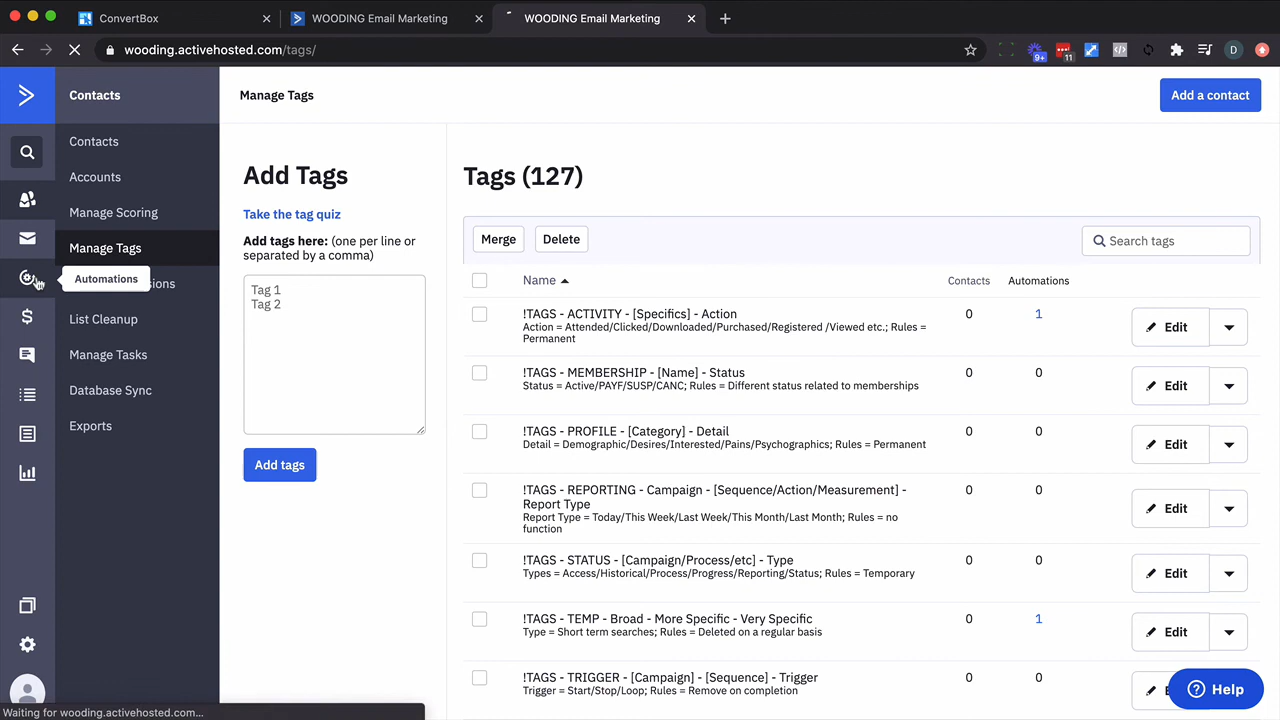 ConvertBox
WOODING Email Marketing
WOODING Email Marketing
wooding.activehosted.com/tags/
9+
11
D
Contacts
Manage Tags
Add a contact
Contacts
Accounts
Manage Scoring
Manage Tags
Automations
sions
List Cleanup
Manage Tasks
Database Sync
Exports
Add Tags
Take the tag quiz
Add tags here: (one per line or
separated by a comma)
Tag 1
Tag 2
Add tags
Tags (127)
Merge
Delete
Search tags
Name
Contacts
Automations
!TAGS - ACTIVITY - [Specifics] - Action
Action = Attended/Clicked/Downloaded/Purchased/Registered /Viewed etc.; Rules =
Permanent
0
1
Edit
!TAGS - MEMBERSHIP - [Name] - Status
Status = Active/PAYF/SUSP/CANC; Rules = Different status related to memberships
0
0
Edit
!TAGS - PROFILE - [Category] - Detail
Detail = Demographic/Desires/Interested/Pains/Psychographics; Rules = Permanent
0
0
Edit
!TAGS - REPORTING - Campaign - [Sequence/Action/Measurement] -
Report Type
Report Type = Today/This Week/Last Week/This Month/Last Month; Rules = no
function
0
0
Edit
!TAGS - STATUS - [Campaign/Process/etc] - Type
Types = Access/Historical/Process/Progress/Reporting/Status; Rules = Temporary
0
0
Edit
!TAGS - TEMP - Broad - More Specific - Very Specific
Type = Short term searches; Rules = Deleted on a regular basis
0
1
Edit
!TAGS - TRIGGER - [Campaign] - [Sequence] - Trigger
Trigger = Start/Stop/Loop; Rules = Remove on completion
0
0
Help
Waiting for wooding.activehosted.com...